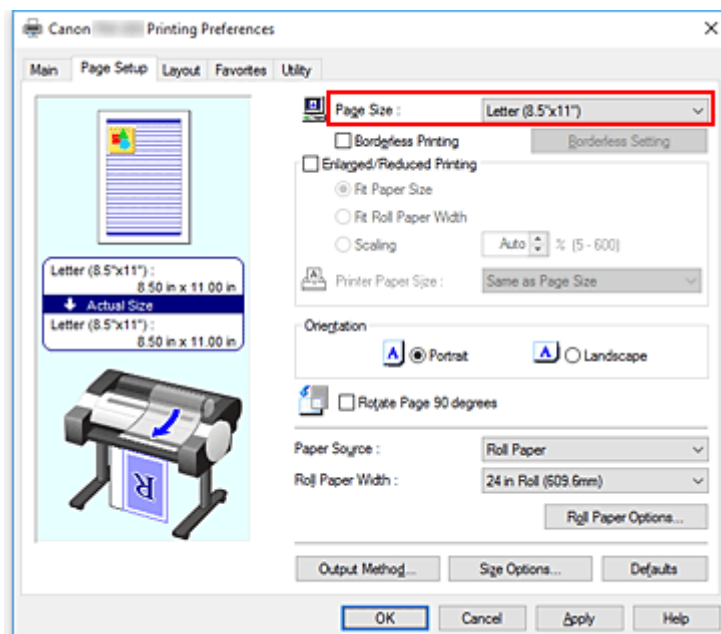 Canon Printing Preferences
Main Page Setup Layout Favorites Utility
Page Size : Letter (8.5"x11")
Borderless Printing Borderless Setting
Enlarged/Reduced Printing
Fit Paper Size
Fit Roll Paper Width
Scaling Auto % (5 - 600)
Printer Paper Size : Same as Page Size
Letter (8.5"x11") :
8.50 in x 11.00 in
Actual Size
Letter (8.5"x11") :
8.50 in x 11.00 in
Orientation
A Portrait A Landscape
Rotate Page 90 degrees
R
Paper Source : Roll Paper
Roll Paper Width : 24 in Roll (609.6mm)
Roll Paper Options...
Output Method... Size Options... Defaults
OK Cancel Apply Help